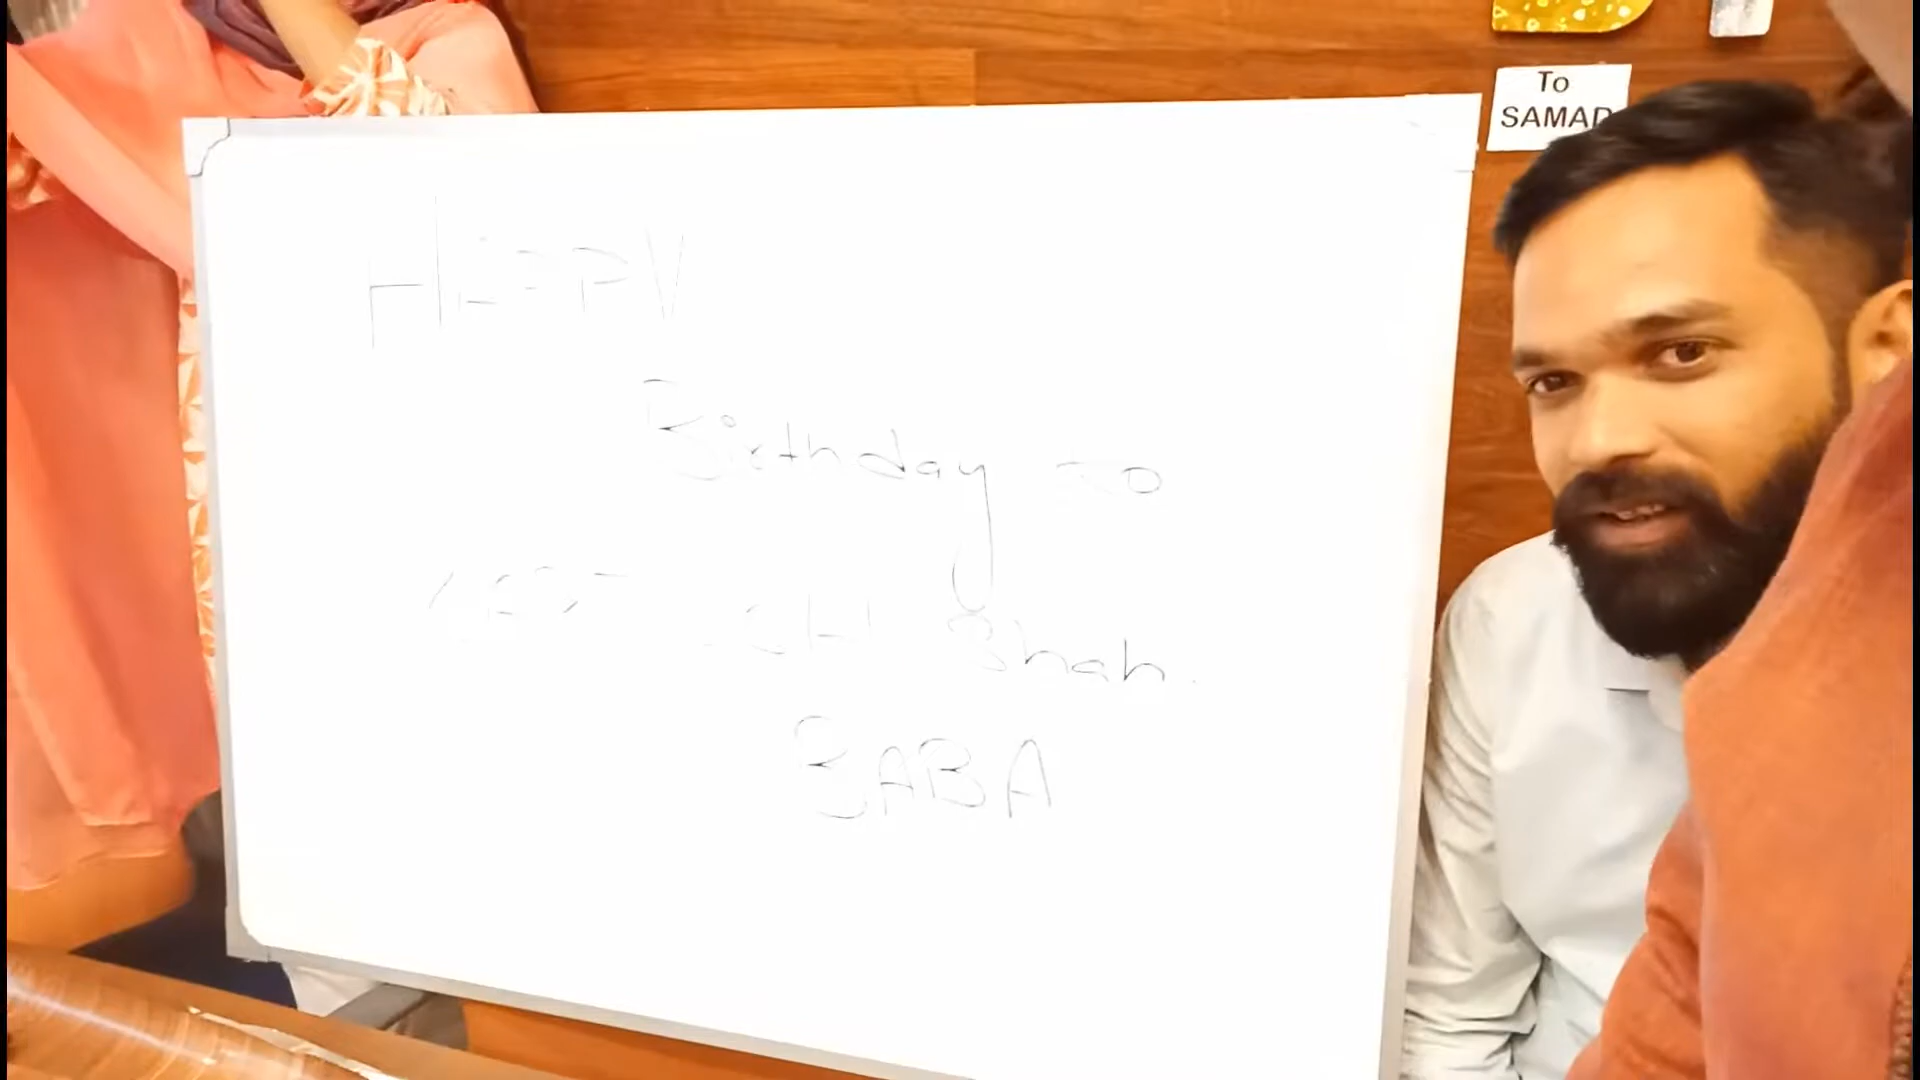 To
SAMAD
HAPPY
Birthday to
Shah.
BABA